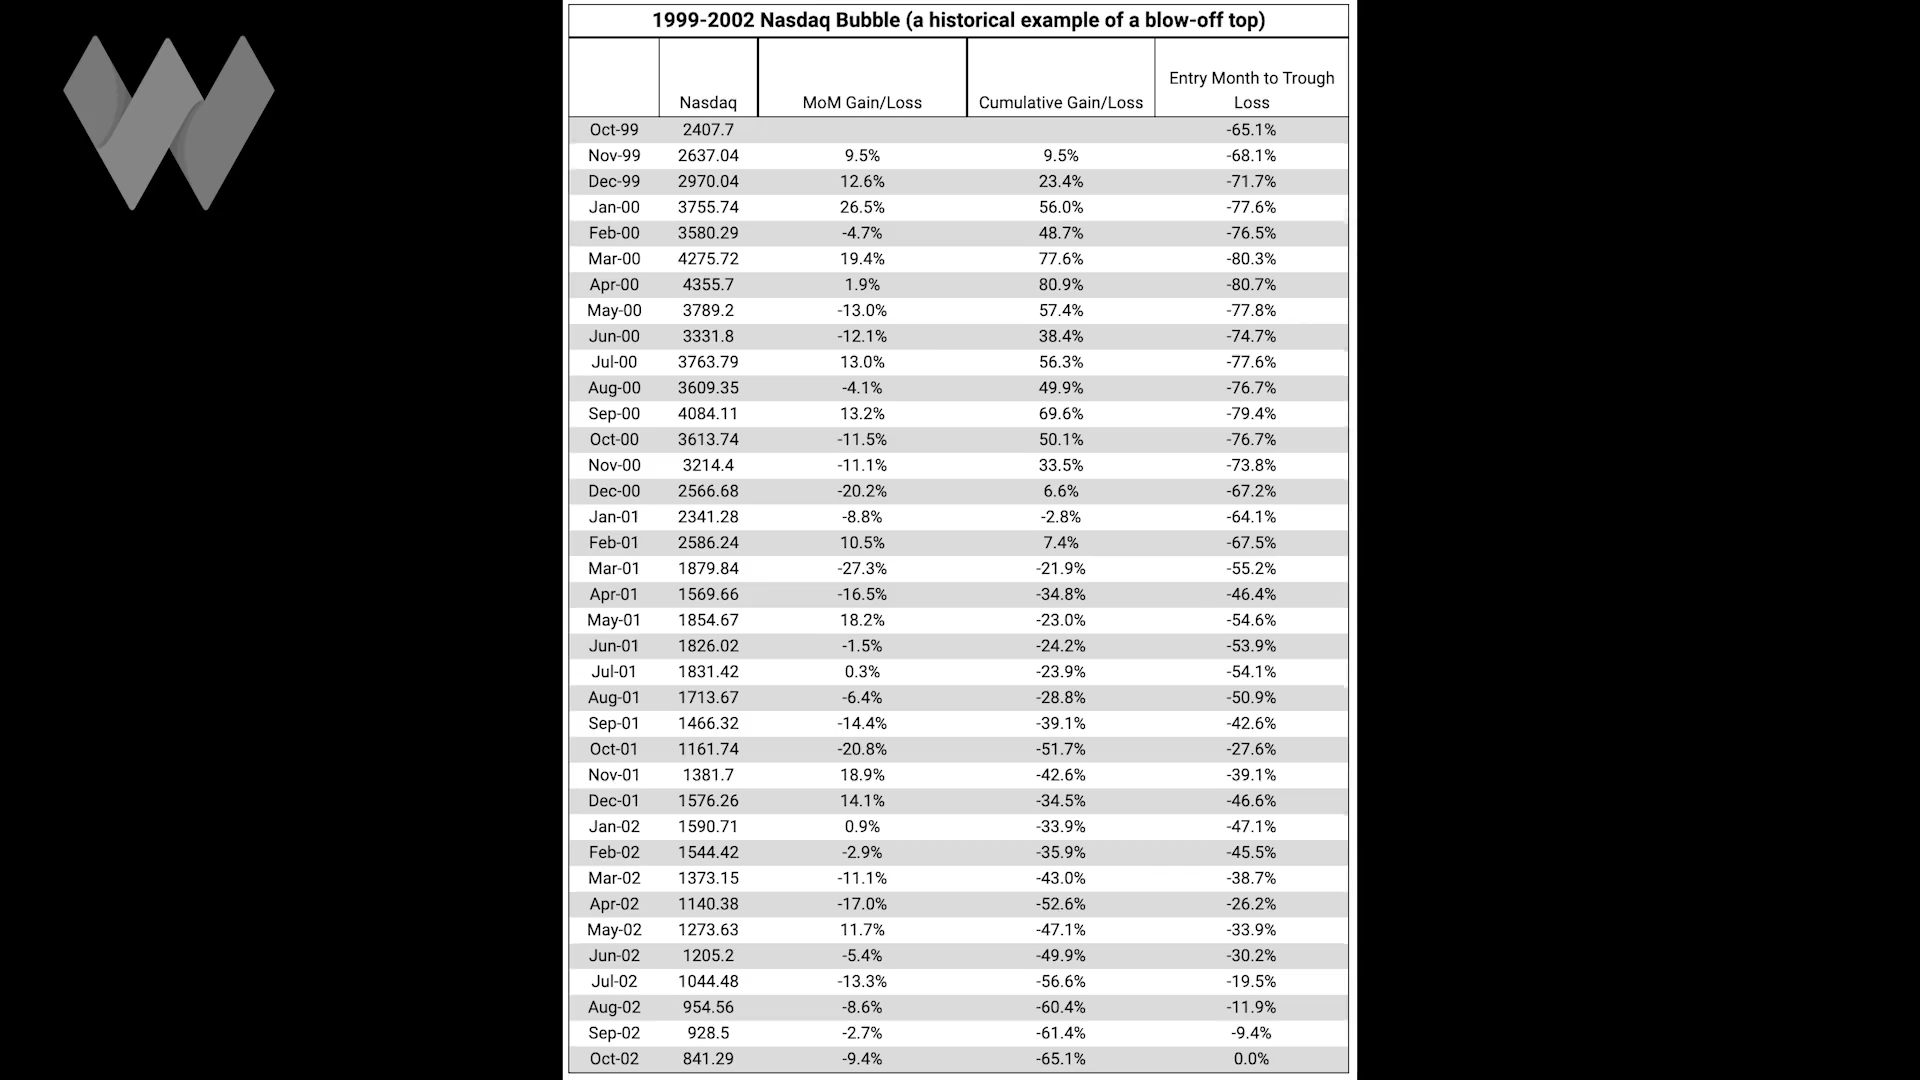 1999-2002 Nasdaq Bubble (a historical example of a blow-off top)
Nasdaq MoM Gain/Loss Cumulative Gain/Loss Entry Month to Trough Loss
Oct-99 2407.7 -65.1%
Nov-99 2637.04 9.5% 9.5% -68.1%
Dec-99 2970.04 12.6% 23.4% -71.7%
Jan-00 3755.74 26.5% 56.0% -77.6%
Feb-00 3580.29 -4.7% 48.7% -76.5%
Mar-00 4275.72 19.4% 77.6% -80.3%
Apr-00 4355.7 1.9% 80.9% -80.7%
May-00 3789.2 -13.0% 57.4% -77.8%
Jun-00 3331.8 -12.1% 38.4% -74.7%
Jul-00 3763.79 13.0% 56.3% -77.6%
Aug-00 3609.35 -4.1% 49.9% -76.7%
Sep-00 4084.11 13.2% 69.6% -79.4%
Oct-00 3613.74 -11.5% 50.1% -76.7%
Nov-00 3214.4 -11.1% 33.5% -73.8%
Dec-00 2566.68 -20.2% 6.6% -67.2%
Jan-01 2341.28 -8.8% -2.8% -64.1%
Feb-01 2586.24 10.5% 7.4% -67.5%
Mar-01 1879.84 -27.3% -21.9% -55.2%
Apr-01 1569.66 -16.5% -34.8% -46.4%
May-01 1854.67 18.2% -23.0% -54.6%
Jun-01 1826.02 -1.5% -24.2% -53.9%
Jul-01 1831.42 0.3% -23.9% -54.1%
Aug-01 1713.67 -6.4% -28.8% -50.9%
Sep-01 1466.32 -14.4% -39.1% -42.6%
Oct-01 1161.74 -20.8% -51.7% -27.6%
Nov-01 1381.7 18.9% -42.6% -39.1%
Dec-01 1576.26 14.1% -34.5% -46.6%
Jan-02 1590.71 0.9% -33.9% -47.1%
Feb-02 1544.42 -2.9% -35.9% -45.5%
Mar-02 1373.15 -11.1% -43.0% -38.7%
Apr-02 1140.38 -17.0% -52.6% -26.2%
May-02 1273.63 11.7% -47.1% -33.9%
Jun-02 1205.2 -5.4% -49.9% -30.2%
Jul-02 1044.48 -13.3% -56.6% -19.5%
Aug-02 954.56 -8.6% -60.4% -11.9%
Sep-02 928.5 -2.7% -61.4% -9.4%
Oct-02 841.29 -9.4% -65.1% 0.0%